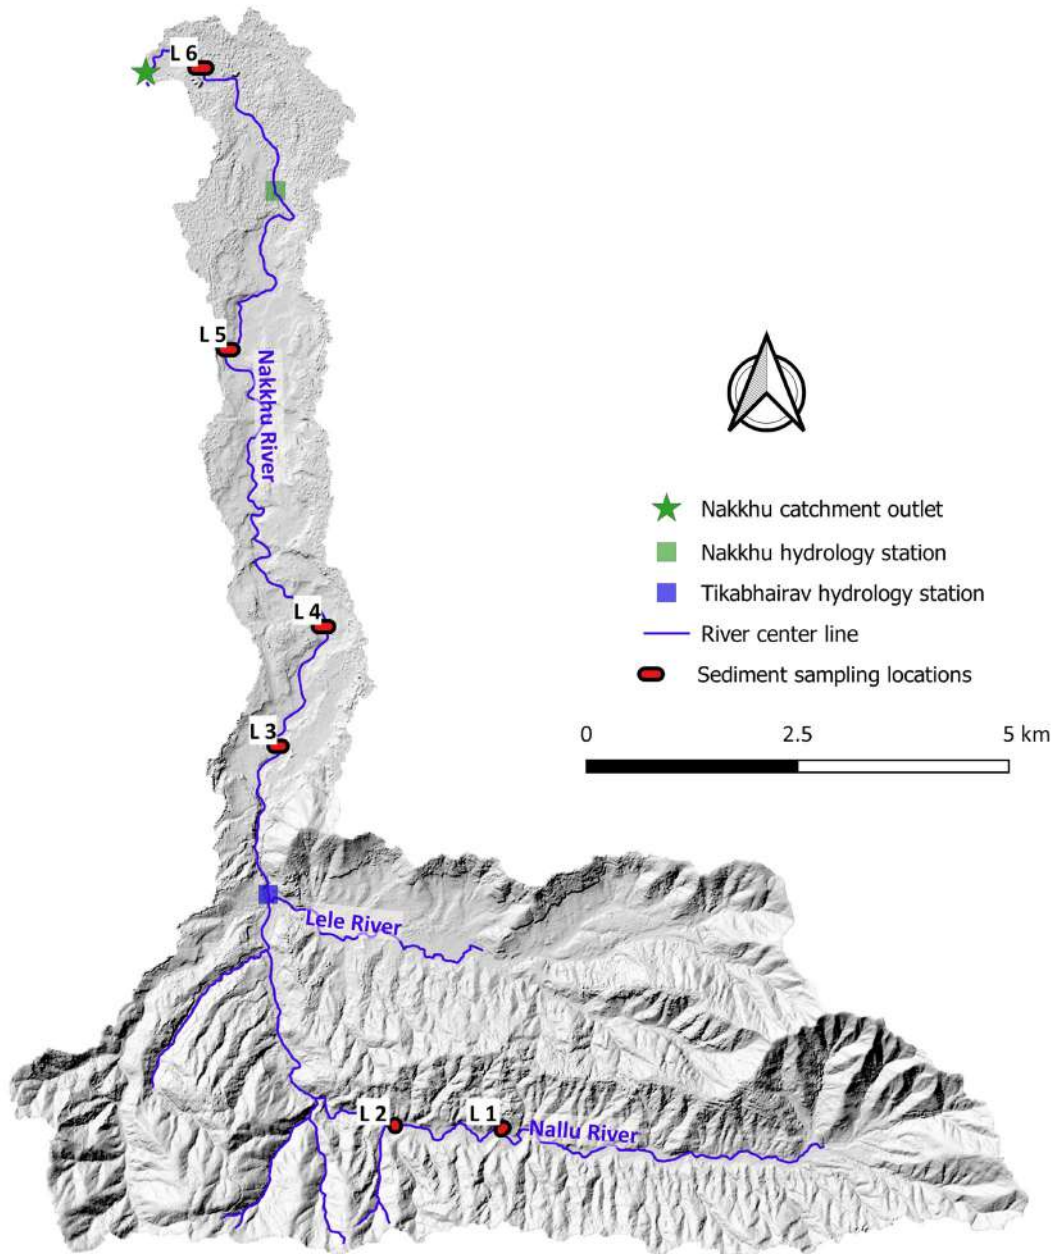 L 6
L 5
Nakkhu River
Nakkhu catchment outlet
Nakkhu hydrology station
Tikabhairav hydrology station
River center line
Sediment sampling locations
L 4
L 3
0 2.5 5 km
Lele River
L 2
L 1
Nallu River